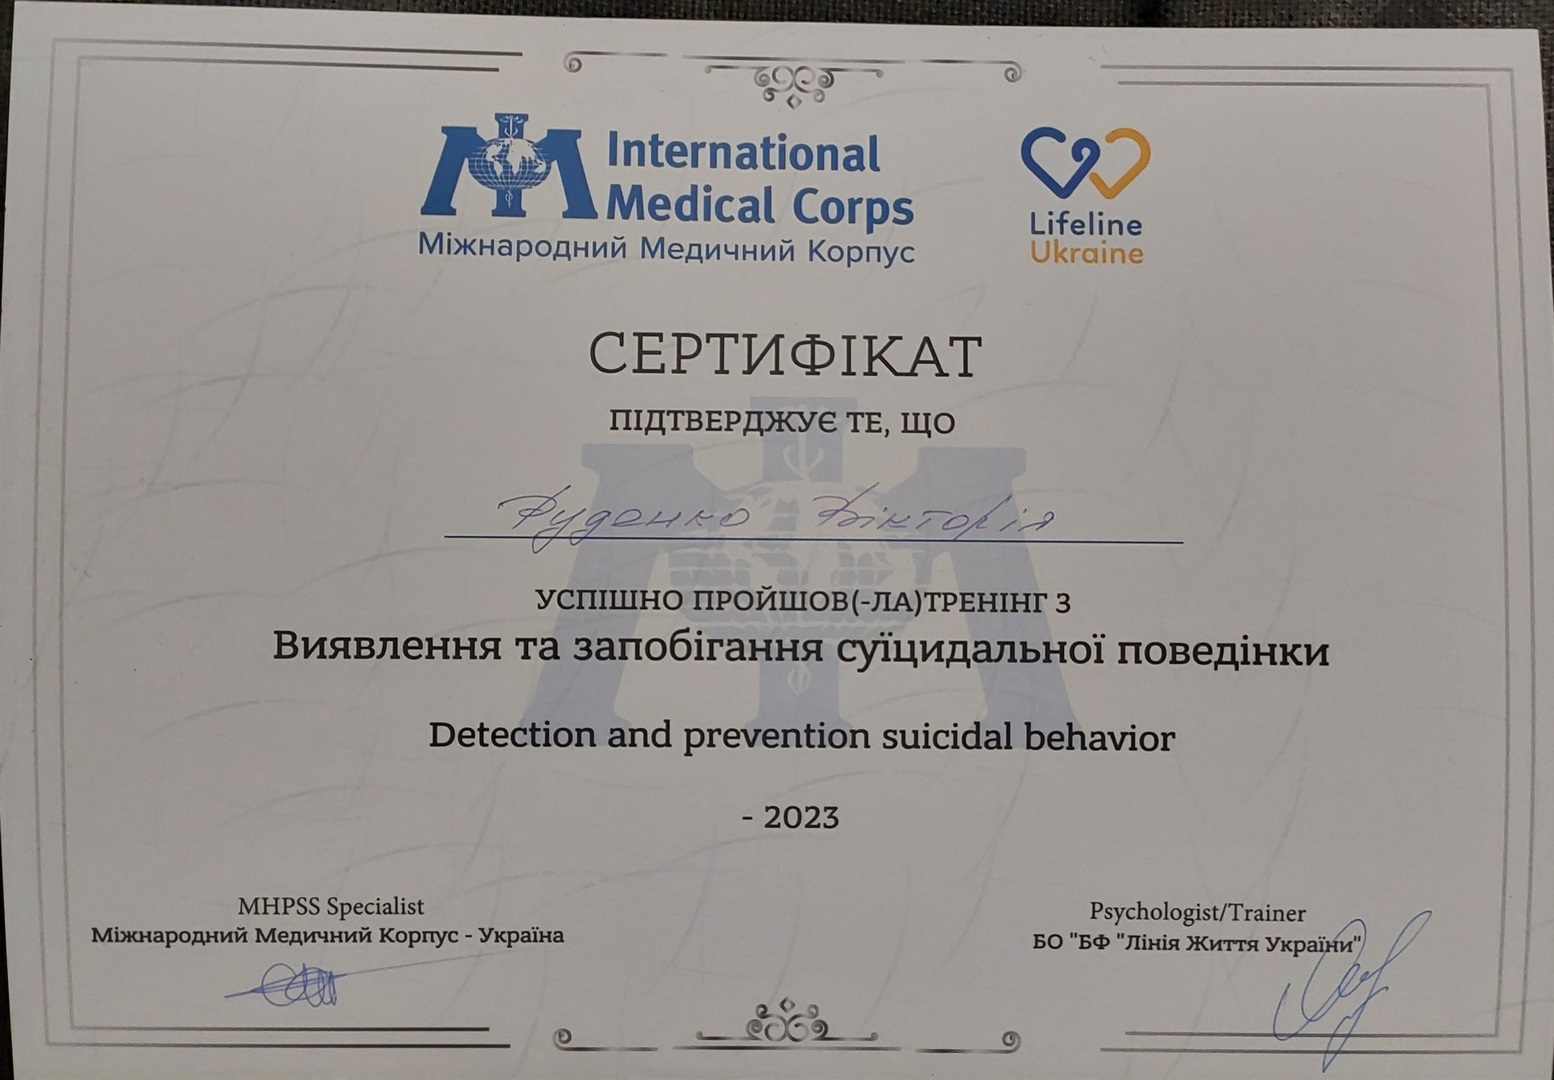 International
Medical Corps
Міжнародний Медичний Корпус
Lifeline
Ukraine
СЕРТИФІКАТ
ПІДТВЕРДЖУЄ ТЕ, ЩО
Руденко Вікторія
УСПІШНО ПРОЙШОВ(-ЛА)ТРЕНІНГ З
Виявлення та запобігання суїцидальної поведінки
Detection and prevention suicidal behavior
- 2023
MHPSS Specialist
Міжнародний Медичний Корпус - Україна
Psychologist/Trainer
БО "БФ "Лінія Життя України"